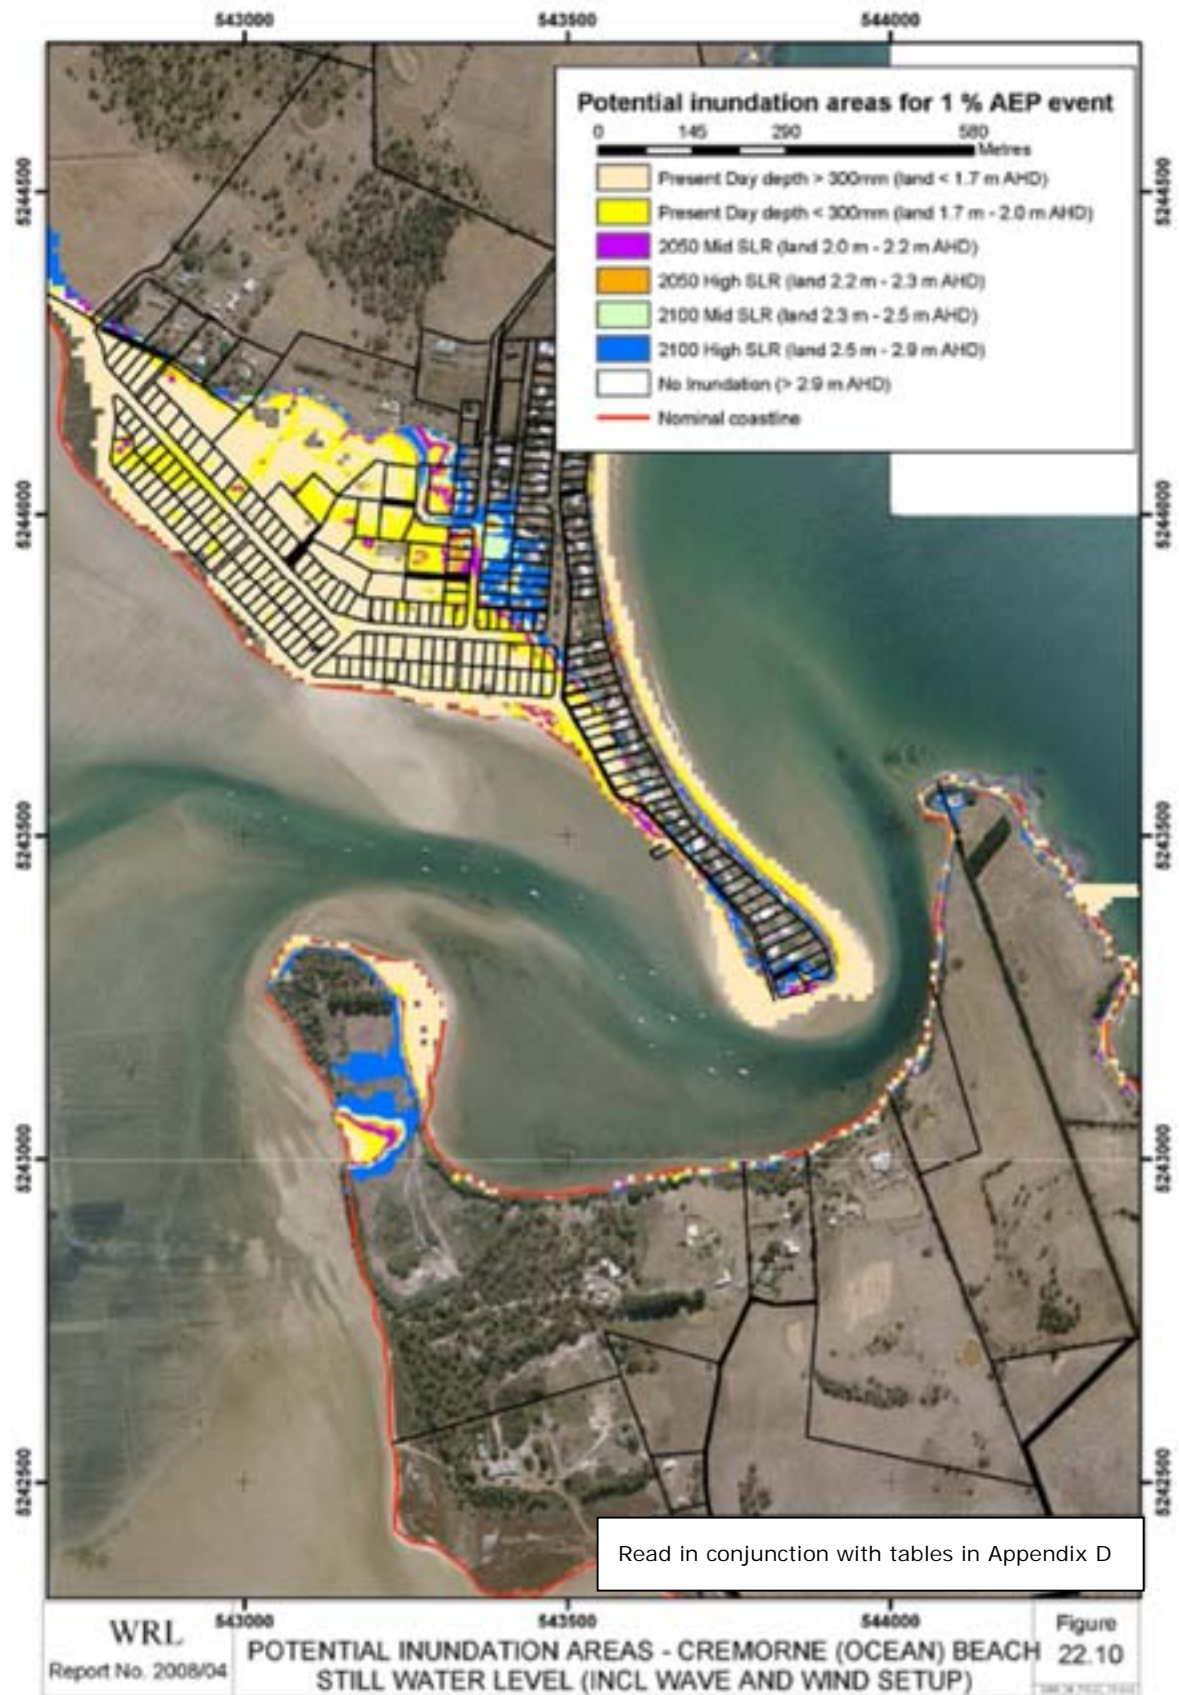 543000 543500 544000
Potential inundation areas for 1 % AEP event
0 145 290 580
Metres
Present Day depth > 300mm (land < 1.7 m AHD)
Present Day depth < 300mm (land 1.7 m - 2.0 m AHD)
2050 Mid SLR (land 2.0 m - 2.2 m AHD)
2050 High SLR (land 2.2 m - 2.3 m AHD)
2100 Mid SLR (land 2.3 m - 2.5 m AHD)
2100 High SLR (land 2.5 m - 2.9 m AHD)
No Inundation (> 2.9 m AHD)
Nominal coastline
5244500 5244500
5244000 5244000
5243500 5243500
5243000 5243000
5242500 5242500
Read in conjunction with tables in Appendix D
543000 543500 544000
WRL
Report No. 2008/04
POTENTIAL INUNDATION AREAS - CREMORNE (OCEAN) BEACH
STILL WATER LEVEL (INCL WAVE AND WIND SETUP)
Figure
22.10